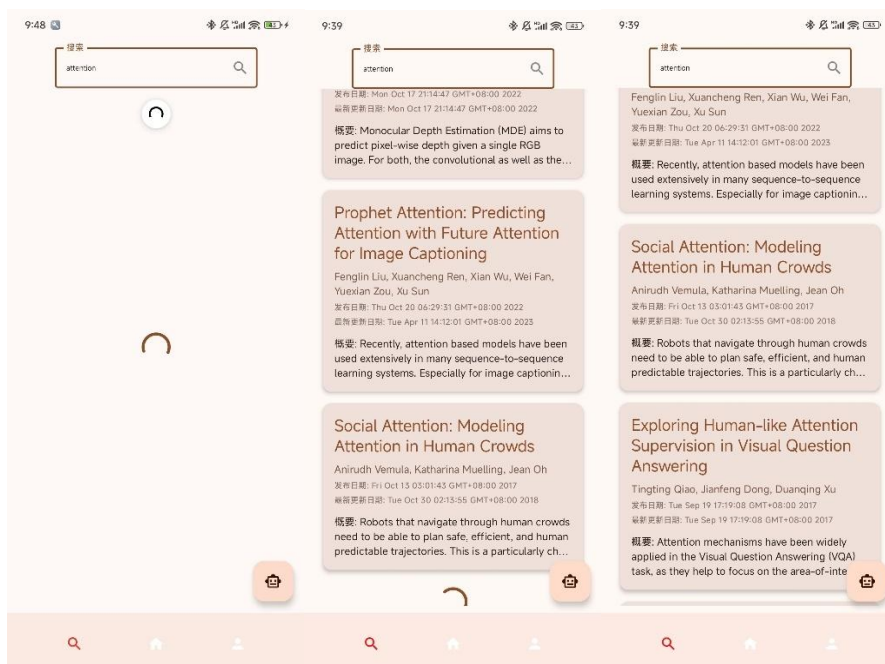 9:48
43
搜索
attention
9:39
43
搜索
attention
发布日期: Mon Oct 17 21:14:47 GMT+08:00 2022
最新更新日期: Mon Oct 17 21:14:47 GMT+08:00 2022
概要: Monocular Depth Estimation (MDE) aims to
predict pixel-wise depth given a single RGB
image. For both, the convolutional as well as the...
Prophet Attention: Predicting
Attention with Future Attention
for Image Captioning
Fenglin Liu, Xuancheng Ren, Xian Wu, Wei Fan,
Yuexian Zou, Xu Sun
发布日期: Thu Oct 20 06:29:31 GMT+08:00 2022
最新更新日期: Tue Apr 11 14:12:01 GMT+08:00 2023
概要: Recently, attention based models have been
used extensively in many sequence-to-sequence
learning systems. Especially for image captionin...
Social Attention: Modeling
Attention in Human Crowds
Anirudh Vemula, Katharina Muelling, Jean Oh
发布日期: Fri Oct 13 03:01:43 GMT+08:00 2017
最新更新日期: Tue Oct 30 02:13:55 GMT+08:00 2018
概要: Robots that navigate through human crowds
need to be able to plan safe, efficient, and human
predictable trajectories. This is a particularly ch...
9:39
43
搜索
attention
Fenglin Liu, Xuancheng Ren, Xian Wu, Wei Fan,
Yuexian Zou, Xu Sun
发布日期: Thu Oct 20 06:29:31 GMT+08:00 2022
最新更新日期: Tue Apr 11 14:12:01 GMT+08:00 2023
概要: Recently, attention based models have been
used extensively in many sequence-to-sequence
learning systems. Especially for image captionin...
Social Attention: Modeling
Attention in Human Crowds
Anirudh Vemula, Katharina Muelling, Jean Oh
发布日期: Fri Oct 13 03:01:43 GMT+08:00 2017
最新更新日期: Tue Oct 30 02:13:55 GMT+08:00 2018
概要: Robots that navigate through human crowds
need to be able to plan safe, efficient, and human
predictable trajectories. This is a particularly ch...
Exploring Human-like Attention
Supervision in Visual Question
Answering
Tingting Qiao, Jianfeng Dong, Duanqing Xu
发布日期: Tue Sep 19 17:19:08 GMT+08:00 2017
最新更新日期: Tue Sep 19 17:19:08 GMT+08:00 2017
概要: Attention mechanisms have been widely
applied in the Visual Question Answering (VQA)
task, as they help to focus on the area-of-inte